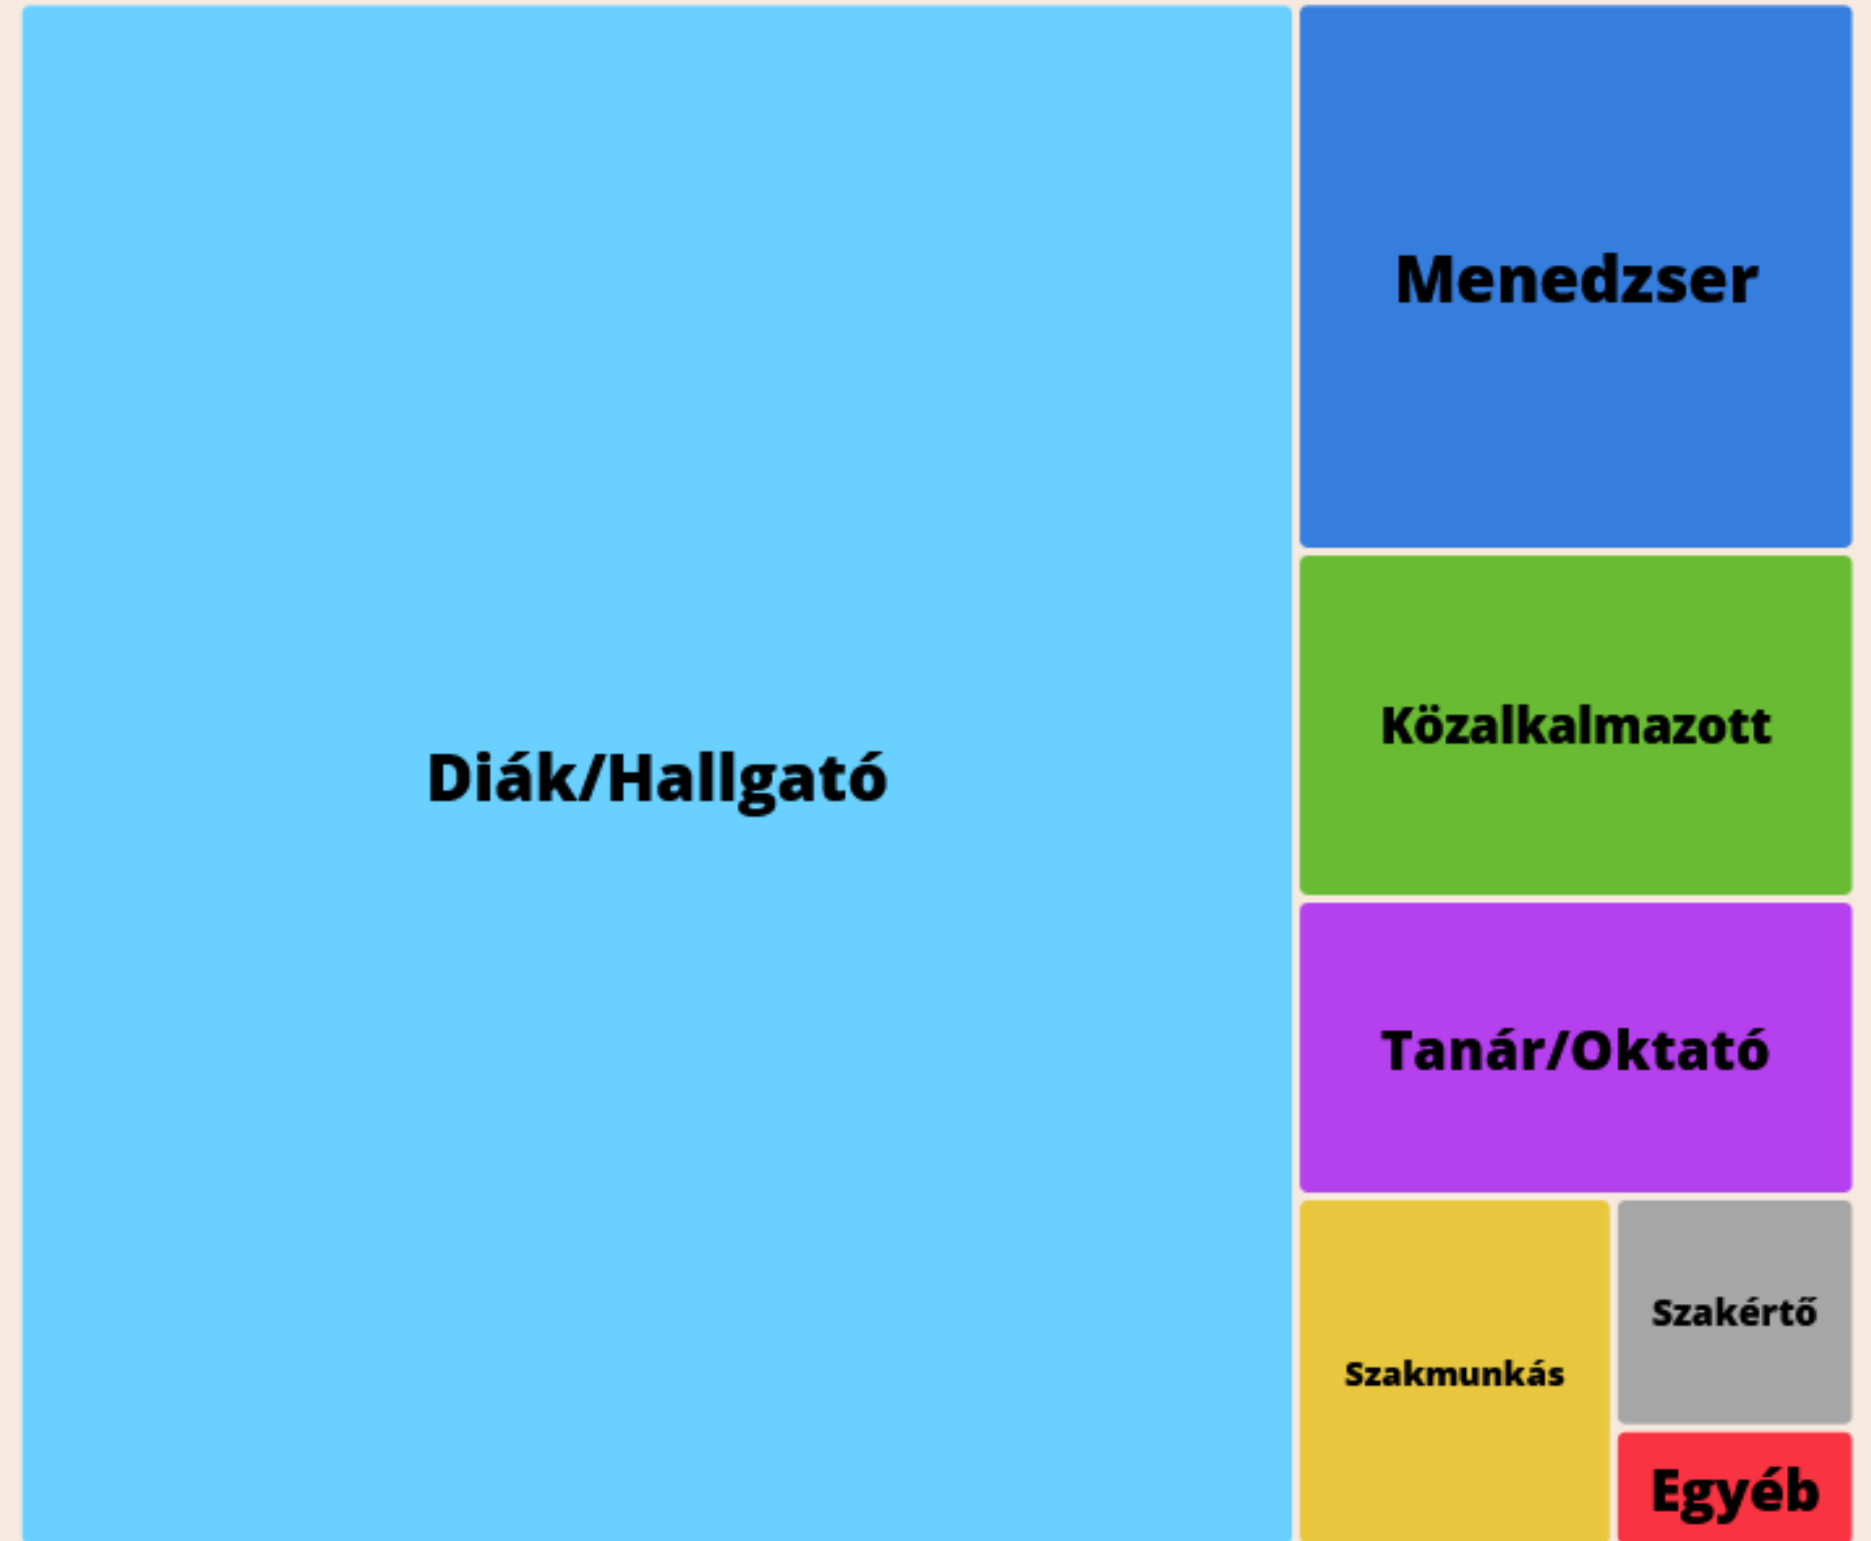 Diák/Hallgató
Menedzser
Közalkalmazott
Tanár/Oktató
Szakmunkás
Szakértő
Egyéb